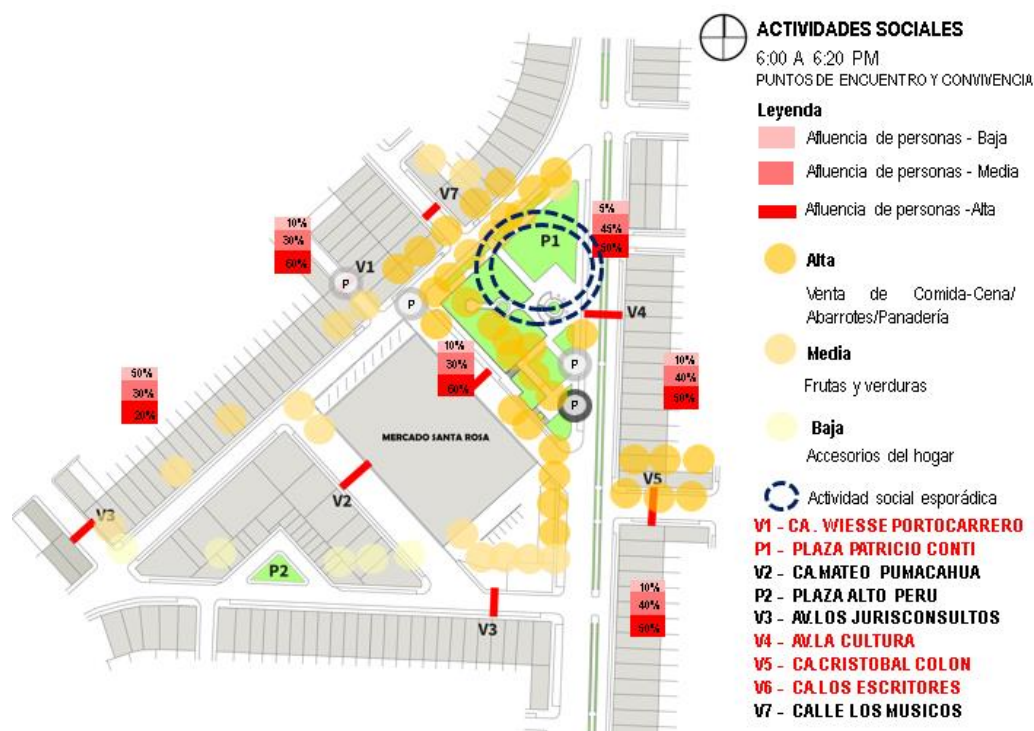 ACTIVIDADES SOCIALES
6:00 A 6:20 PM
PUNTOS DE ENCUENTRO Y CONVIVENCIA
Leyenda
Afluencia de personas - Baja
Afluencia de personas - Media
Afluencia de personas -Alta
Alta
Venta de Comida-Cena/
Abarrotes/Panadería
Media
Frutas y verduras
Baja
Accesorios del hogar
Actividad social esporádica
V1 - CA. WIESSE PORTOCARRERO
P1 - PLAZA PATRICIO CONTI
V2 - CA.MATEO PUMACAHUA
P2 - PLAZA ALTO PERU
V3 - AV.LOS JURISCONSULTOS
V4 - AV.LA CULTURA
V5 - CA.CRISTOBAL COLON
V6 - CA.LOS ESCRITORES
V7 - CALLE LOS MUSICOS
V7
10%
30%
60%
V1
P
P
5%
45%
50%
P1
V4
10%
30%
60%
P
P
10%
40%
50%
50%
30%
20%
MERCADO SANTA ROSA
V2
V5
V3
P2
V3
10%
40%
50%